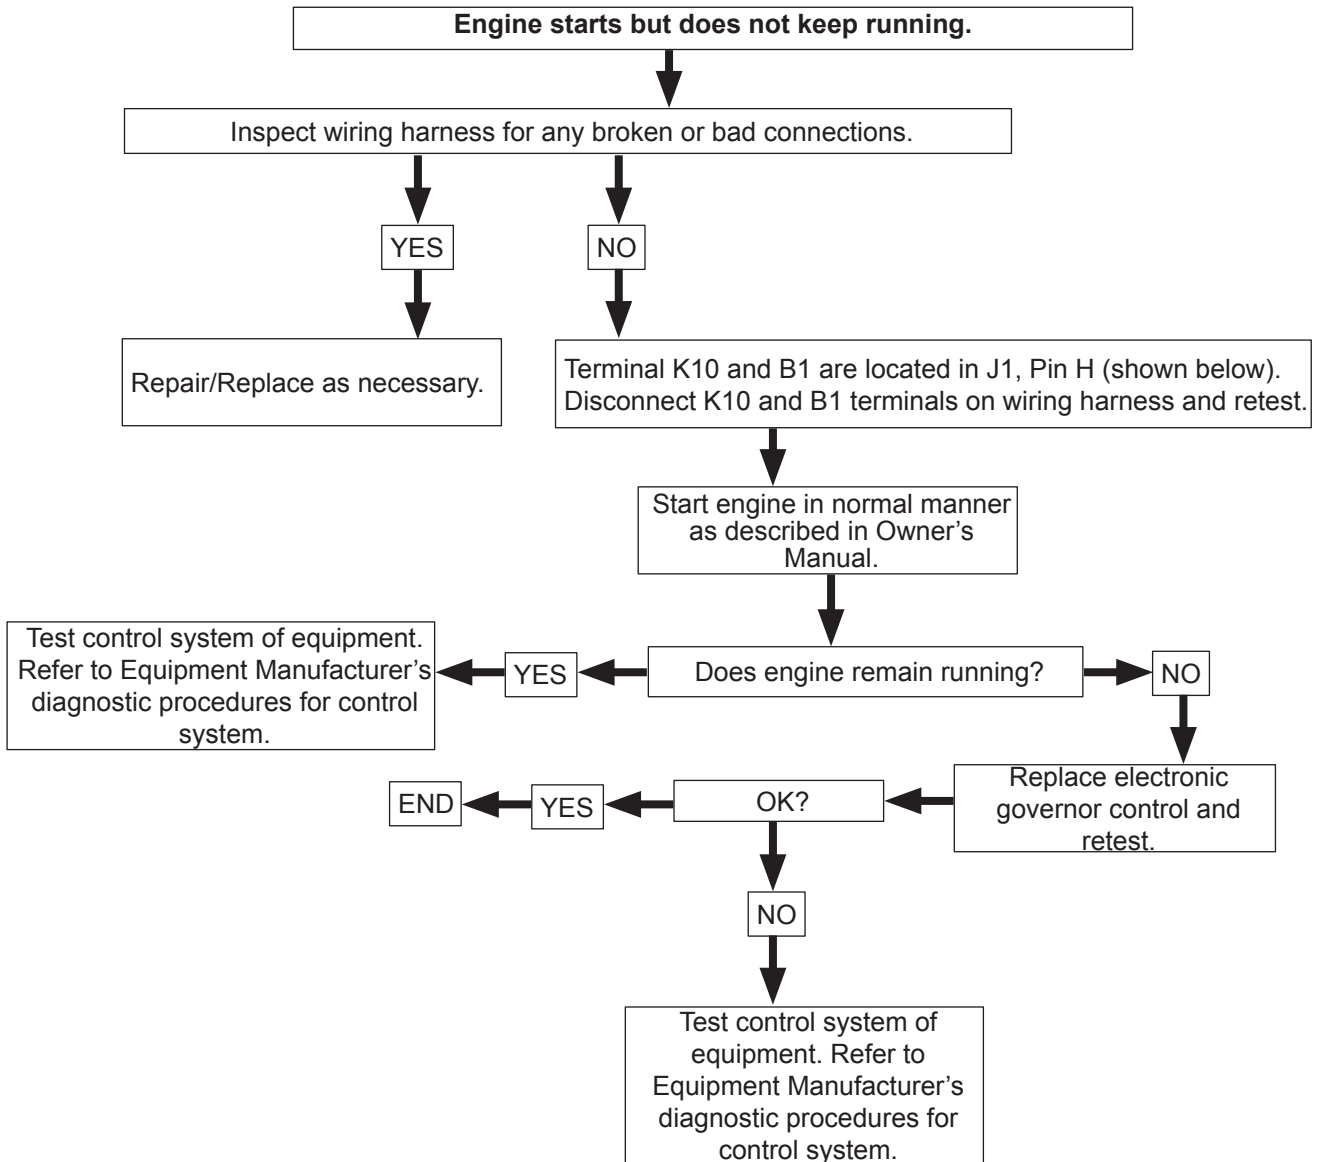 Engine starts but does not keep running.
Inspect wiring harness for any broken or bad connections.
YES
NO
Repair/Replace as necessary.
Terminal K10 and B1 are located in J1, Pin H (shown below).
Disconnect K10 and B1 terminals on wiring harness and retest.
Start engine in normal manner
as described in Owner’s
Manual.
Test control system of equipment.
Refer to Equipment Manufacturer’s
diagnostic procedures for control
system.
YES
Does engine remain running?
NO
END
YES
OK?
Replace electronic
governor control and
retest.
NO
Test control system of
equipment. Refer to
Equipment Manufacturer’s
diagnostic procedures for
control system.